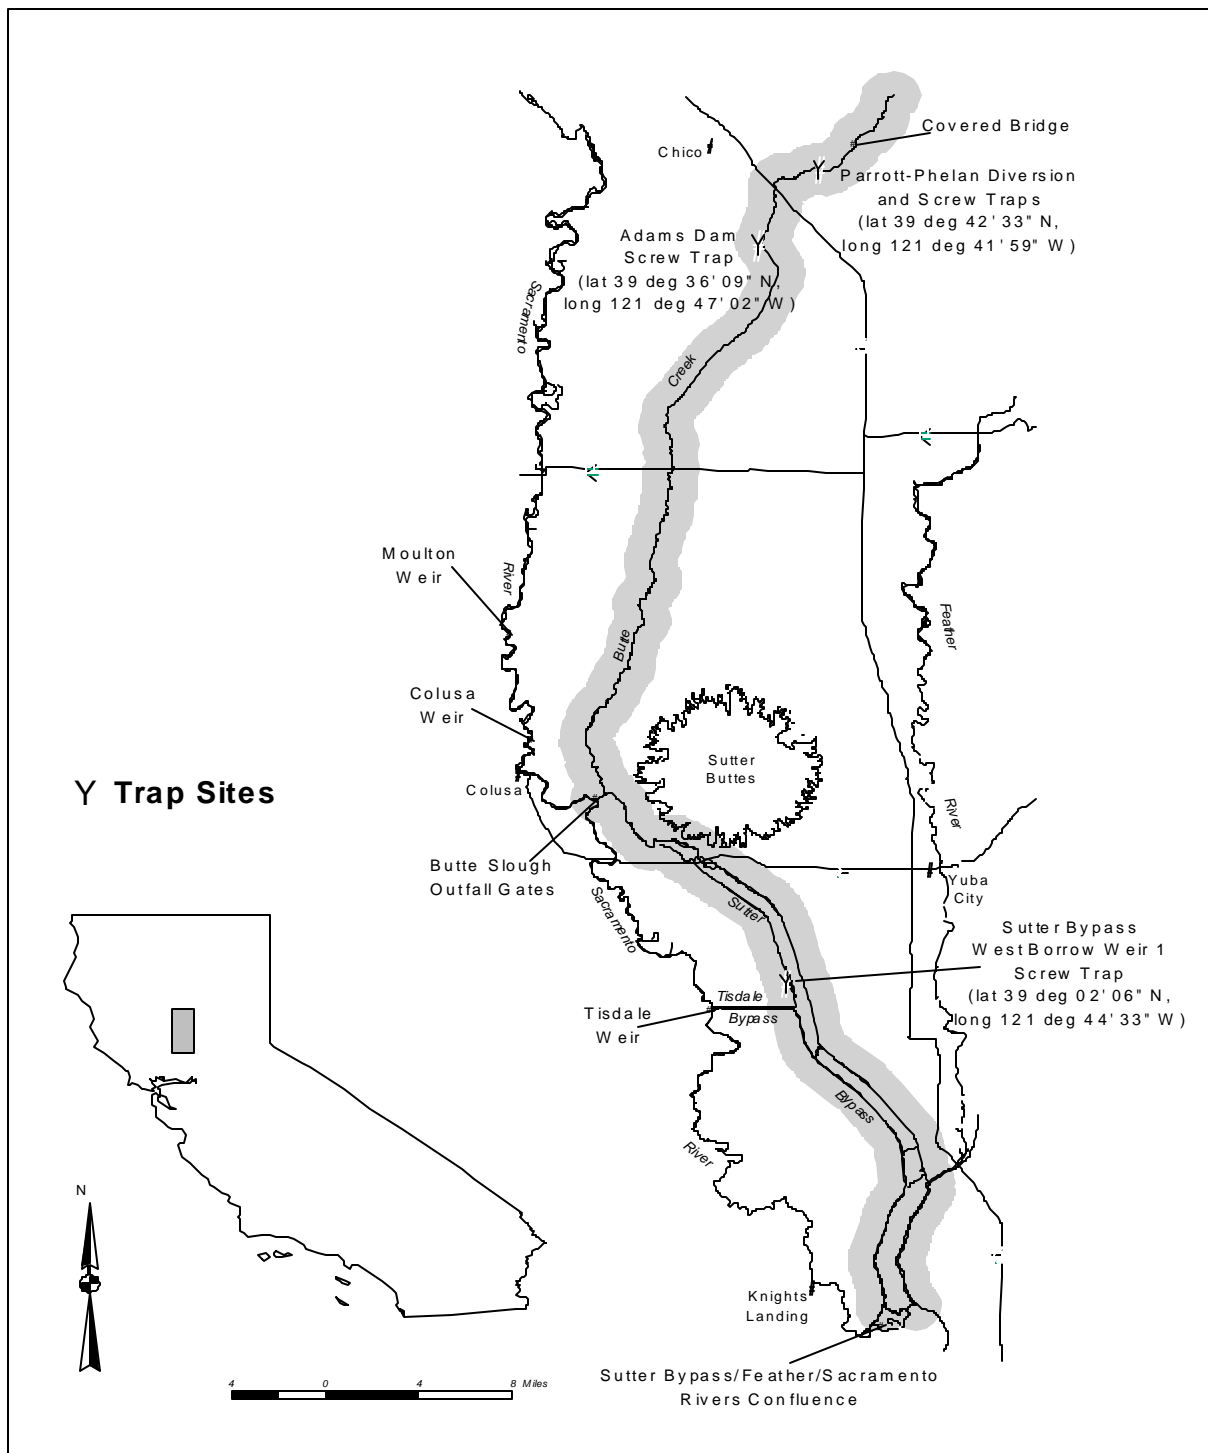 Covered Bridge
Chico
Parrott-Phelan Diversion
and Screw Traps
(lat 39 deg 42' 33" N,
long 121 deg 41' 59" W)
Adams Dam
Screw Trap
(lat 39 deg 36' 09" N,
long 121 deg 47' 02" W)
Sacramento
Creek
Moulton
Weir
River
Feather
Butte
Colusa
Weir
Sutter
Buttes
Y Trap Sites
Colusa
River
Butte Slough
Outfall Gates
Yuba
City
Sacramento
Sutter
Sutter Bypass
West Borrow Weir 1
Screw Trap
(lat 39 deg 02' 06" N,
long 121 deg 44' 33" W)
Tisdale
Bypass
Tisdale
Weir
Bypass
River
N
Knights
Landing
Sutter Bypass/Feather/Sacramento
Rivers Confluence
4 0 4 8 Miles